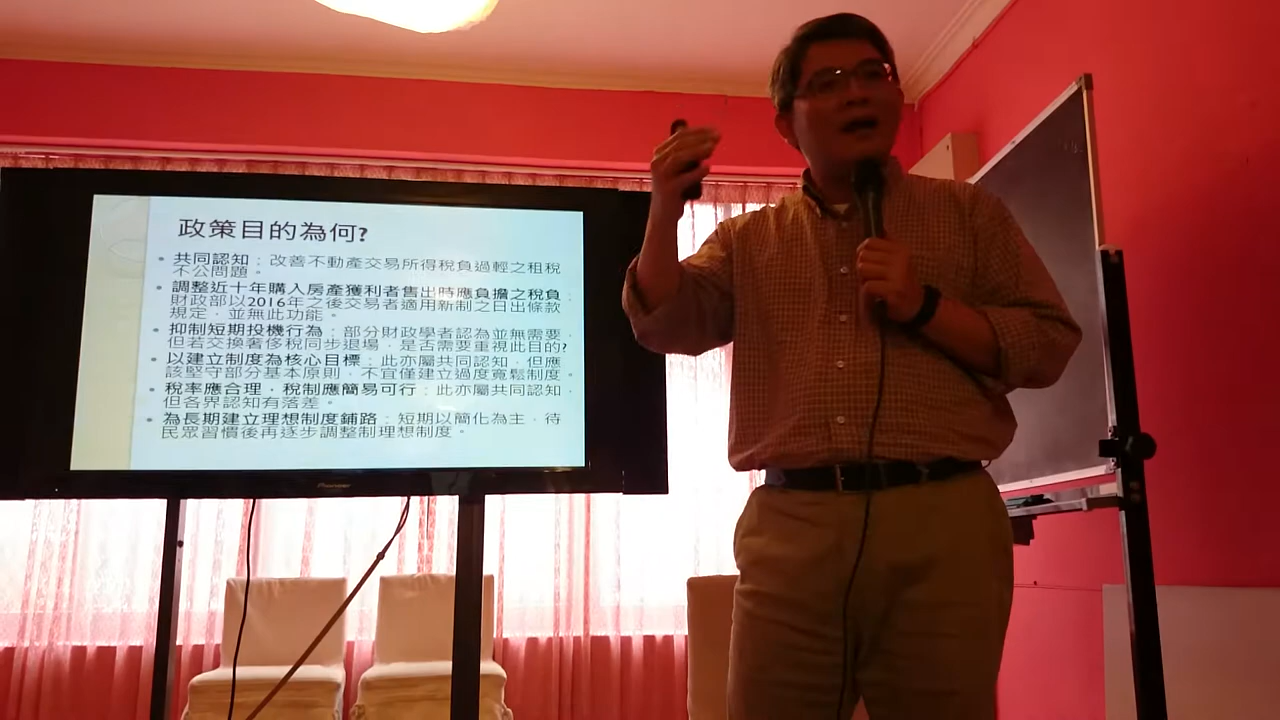 政策目的為何?
• 共同認知：改善不動產交易所得稅負過輕之租稅
不公問題。
• 調整近十年購入房產獲利者售出時應負擔之稅負：
財政部以2016年之後交易者適用新制之日出條款
規定，並無此功能。
• 抑制短期投機行為：部分財政學者認為並無需要，
但若交換奢侈稅同步退場，是否需要重視此目的?
• 以建立制度為核心目標：此亦屬共同認知，但應
該堅守部分基本原則，不宜僅建立過度寬鬆制度。
• 稅率應合理，稅制應簡易可行：此亦屬共同認知，
但各界認知有落差。
• 為長期建立理想制度鋪路：短期以簡化為主，待
民眾習慣後再逐步調整制理想制度。
Pioneer